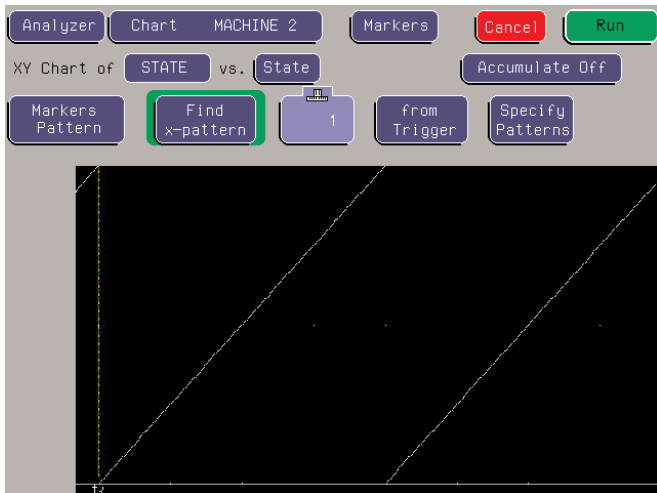 Analyzer Chart MACHINE 2 Markers Cancel Run
XY Chart of STATE vs. State Accumulate Off
Markers Pattern Find x-pattern 1 from Trigger Specify Patterns